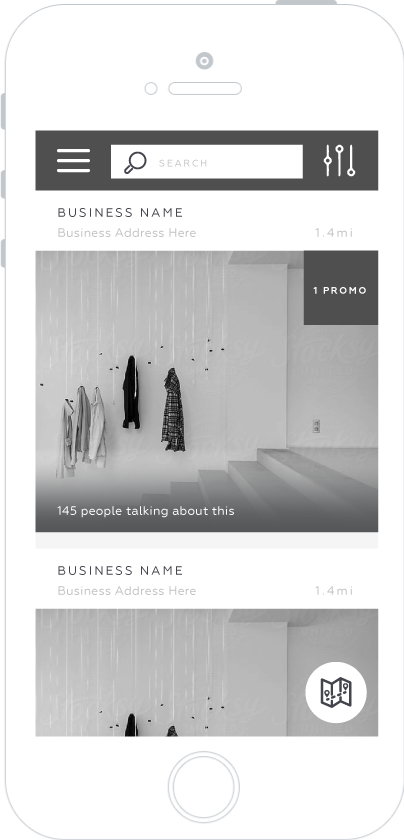 SEARCH
BUSINESS NAME
Business Address Here 1.4mi
1 PROMO
145 people talking about this
BUSINESS NAME
Business Address Here 1.4mi